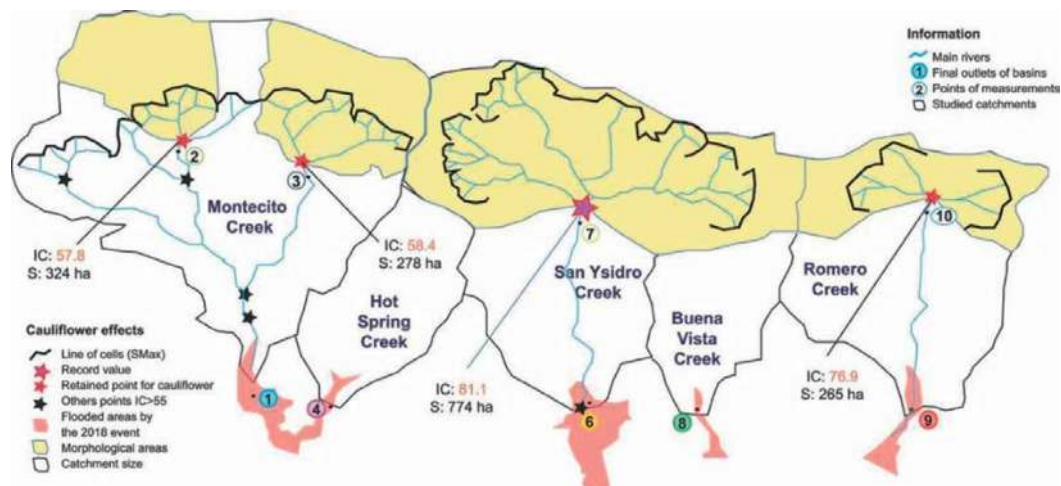 Information
Main rivers
1 Final outlets of basins
2 Points of measurements
Studied catchments
2
3
Montecito
Creek
IC: 57.8
S: 324 ha
IC: 58.4
S: 278 ha
7
10
San Ysidro
Creek
Romero
Creek
Hot
Spring
Creek
Buena
Vista
Creek
Cauliflower effects
Line of cells (SMax)
Record value
Retained point for cauliflower
Others points IC>55
Flooded areas by
the 2018 event
Morphological areas
Catchment size
IC: 81.1
S: 774 ha
IC: 76.9
S: 265 ha
1
4
6
8
9